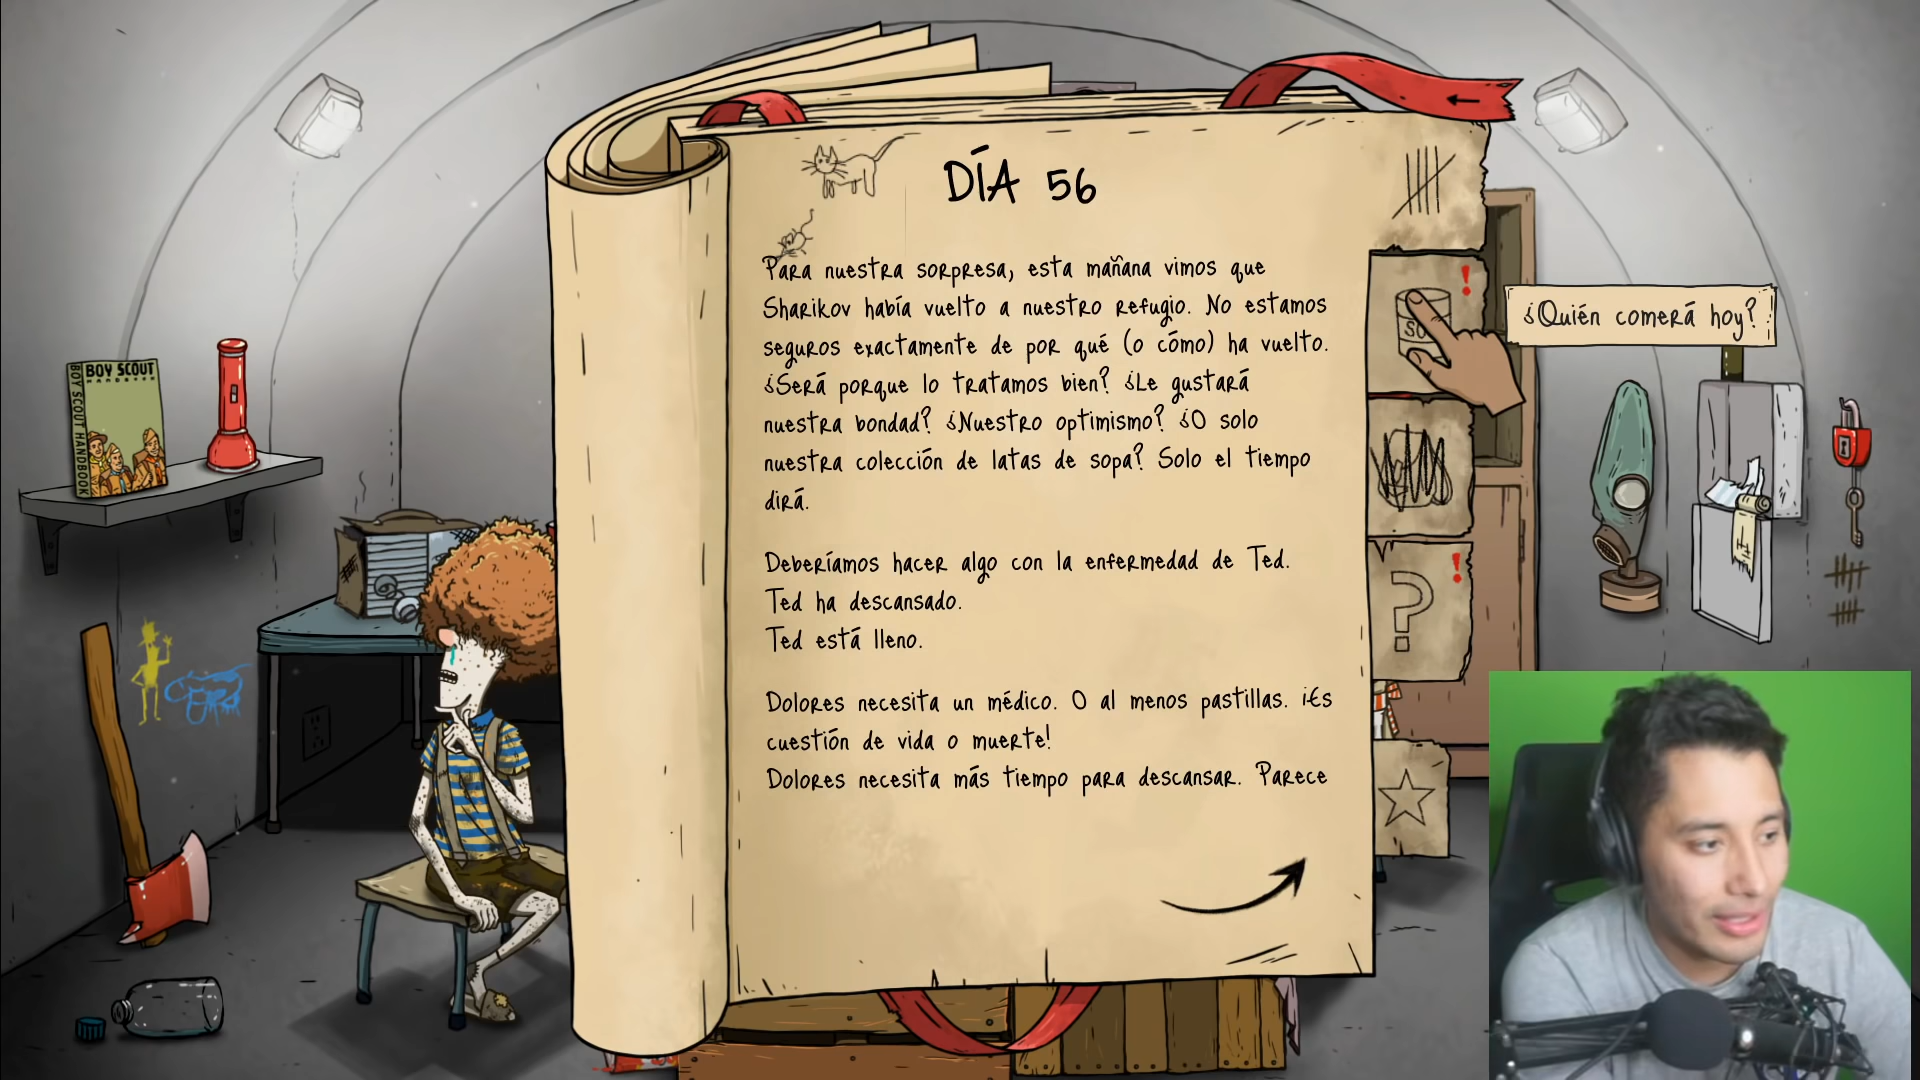 DÍA 56
Para nuestra sorpresa, esta mañana vimos que
Sharikov había vuelto a nuestro refugio. No estamos
seguros exactamente de por qué (o cómo) ha vuelto.
¿Será porque lo tratamos bien? ¿Le gustará
nuestra bondad? ¿Nuestro optimismo? ¿O solo
nuestra colección de latas de sopa? Solo el tiempo
dirá.
Deberíamos hacer algo con la enfermedad de Ted.
Ted ha descansado.
Ted está lleno.
Dolores necesita un médico. O al menos pastillas. ¡Es
cuestión de vida o muerte!
Dolores necesita más tiempo para descansar. Parece
!
SO
¿Quién comerá hoy?
!
?
BOY SCOUT
HANDBOOK
BOY SCOUT HANDBOOK